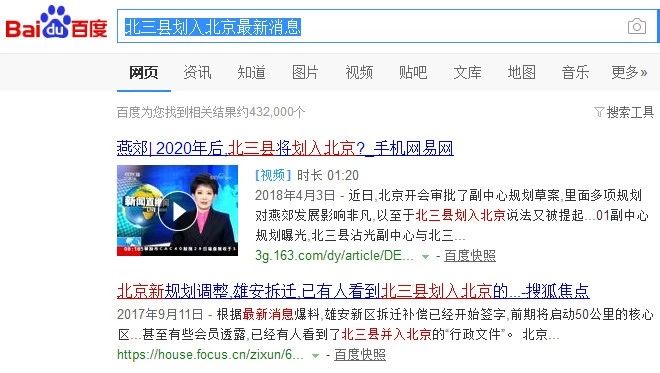 Bai du 百度
北三县划入北京最新消息
网页 资讯 知道 图片 视频 贴吧 文库 地图 音乐 更多»
百度为您找到相关结果约432,000个 搜索工具
燕郊| 2020年后,北三县将划入北京?_手机网易网
新闻直播间
[视频] 时长 01:20
2018年4月3日 - 近日,北京开会审批了副中心规划草案,里面多项规划
对燕郊发展影响非凡,以至于北三县划入北京说法又被提起...01副中心
规划曝光,北三县沾光副中心与北三...
3g.163.com/dy/article/DE... - 百度快照
北京新规划调整,雄安拆迁,已有人看到北三县划入北京的...-搜狐焦点
2017年9月11日 - 根据最新消息爆料,雄安新区拆迁补偿已经开始签字,前期将启动50公里的核心
区...甚至有些会员透露,已经有人看到了北三县并入北京的“行政文件”。 北京...
https://house.focus.cn/zixun/6... - 百度快照